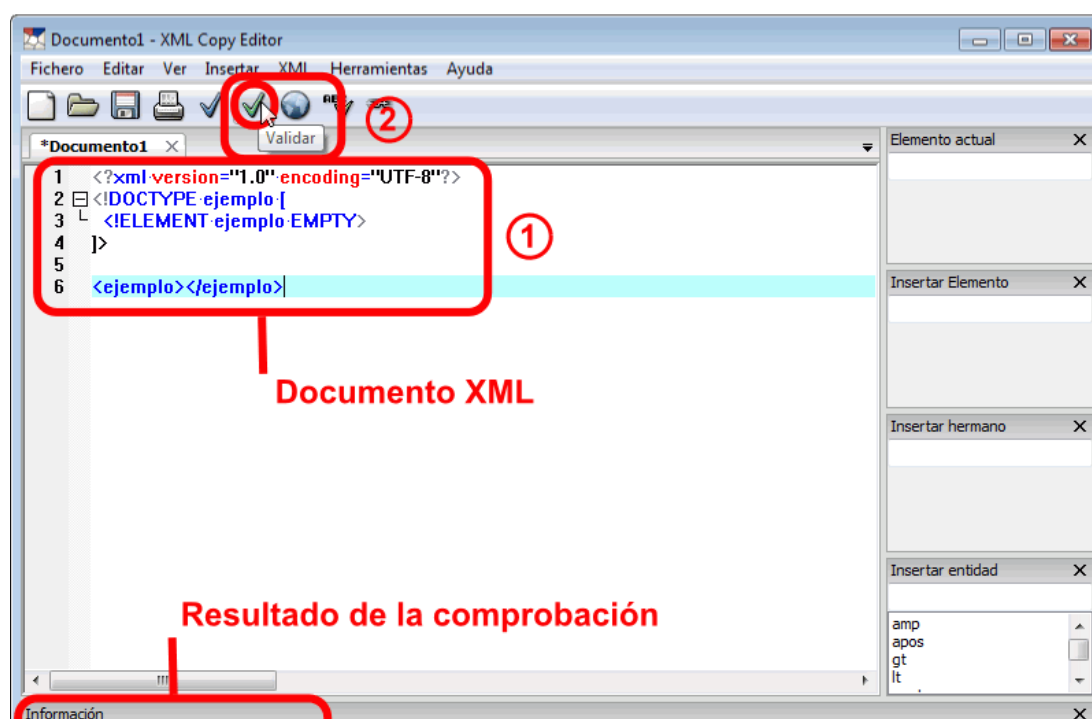 Documento1 - XML Copy Editor
Fichero Editar Ver Insertar XML Herramientas Ayuda
2
Validar
*Documento1
1 <?xml version="1.0" encoding="UTF-8"?>
2 <!DOCTYPE ejemplo [
3 <!ELEMENT ejemplo EMPTY>
4 ]>
5
6 <ejemplo></ejemplo>
1
Documento XML
Resultado de la comprobación
Elemento actual
Insertar Elemento
Insertar hermano
Insertar entidad
amp
apos
gt
lt
Información